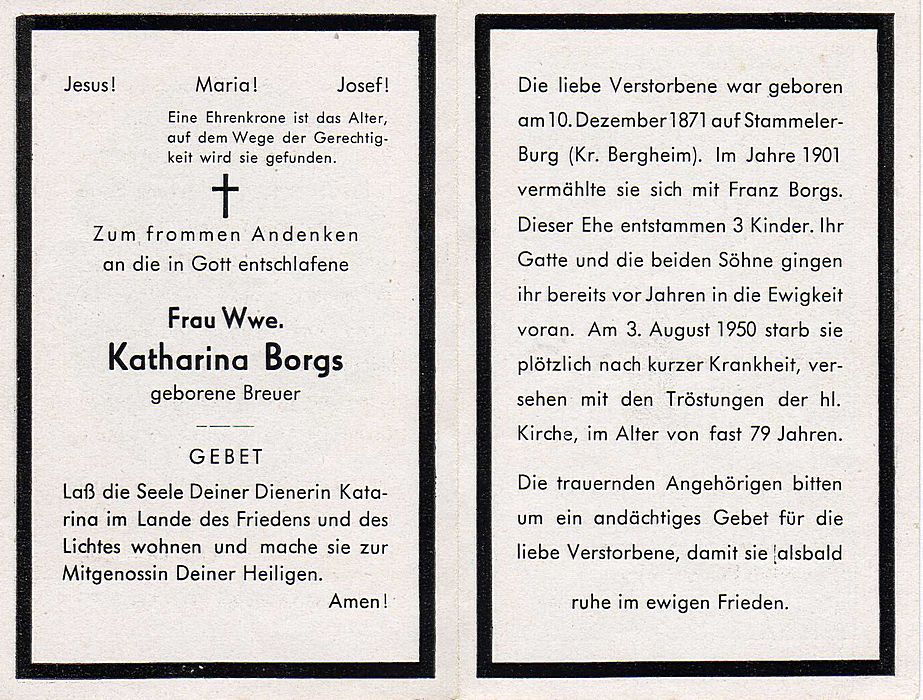 Jesus! Maria! Josef!
Eine Ehrenkrone ist das Alter,
auf dem Wege der Gerechtig-
keit wird sie gefunden.
Zum frommen Andenken
an die in Gott entschlafene
Frau Wwe.
Katharina Borgs
geborene Breuer
GEBET
Laß die Seele Deiner Dienerin Kata-
rina im Lande des Friedens und des
Lichtes wohnen und mache sie zur
Mitgenossin Deiner Heiligen.
Amen!
Die liebe Verstorbene war geboren
am 10. Dezember 1871 auf Stammeler-
Burg (Kr. Bergheim). Im Jahre 1901
vermählte sie sich mit Franz Borgs.
Dieser Ehe entstammen 3 Kinder. Ihr
Gatte und die beiden Söhne gingen
ihr bereits vor Jahren in die Ewigkeit
voran. Am 3. August 1950 starb sie
plötzlich nach kurzer Krankheit, ver-
sehen mit den Tröstungen der hl.
Kirche, im Alter von fast 79 Jahren.
Die trauernden Angehörigen bitten
um ein andächtiges Gebet für die
liebe Verstorbene, damit sie alsbald
ruhe im ewigen Frieden.